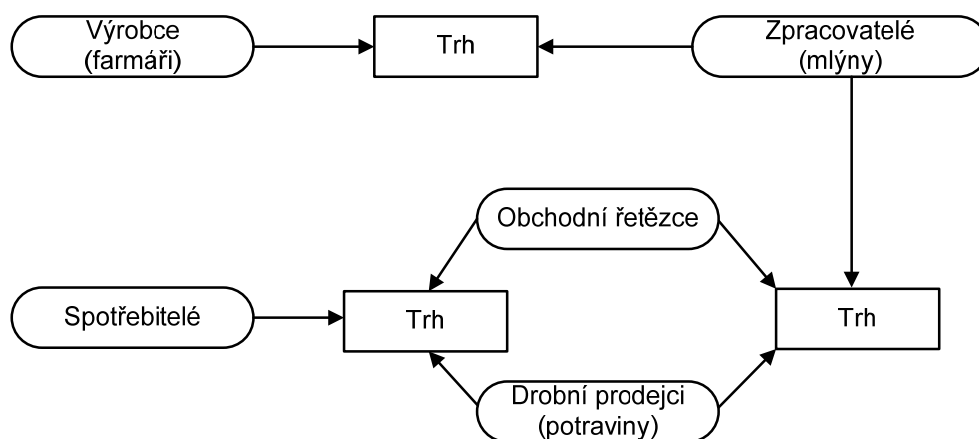 Výrobce
(farmáři)
Trh
Zpracovatelé
(mlýny)
Obchodní řetězce
Spotřebitelé
Trh
Trh
Drobní prodejci
(potraviny)